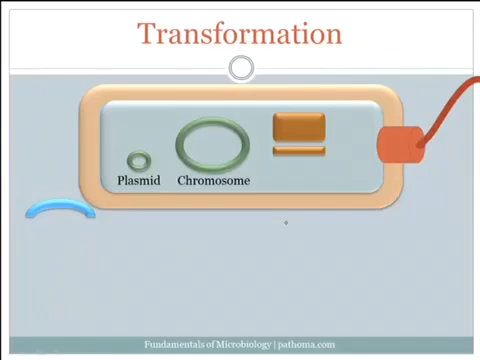 Transformation
Plasmid
Chromosome
Fundamentals of Microbiology | pathoma.com